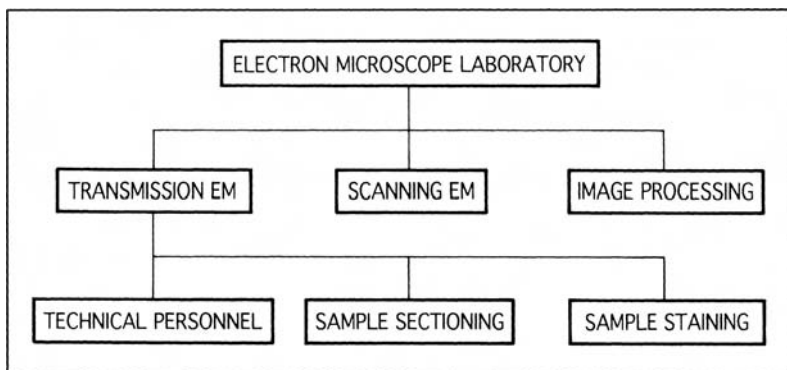 ELECTRON MICROSCOPE LABORATORY
TRANSMISSION EM
SCANNING EM
IMAGE PROCESSING
TECHNICAL PERSONNEL
SAMPLE SECTIONING
SAMPLE STAINING